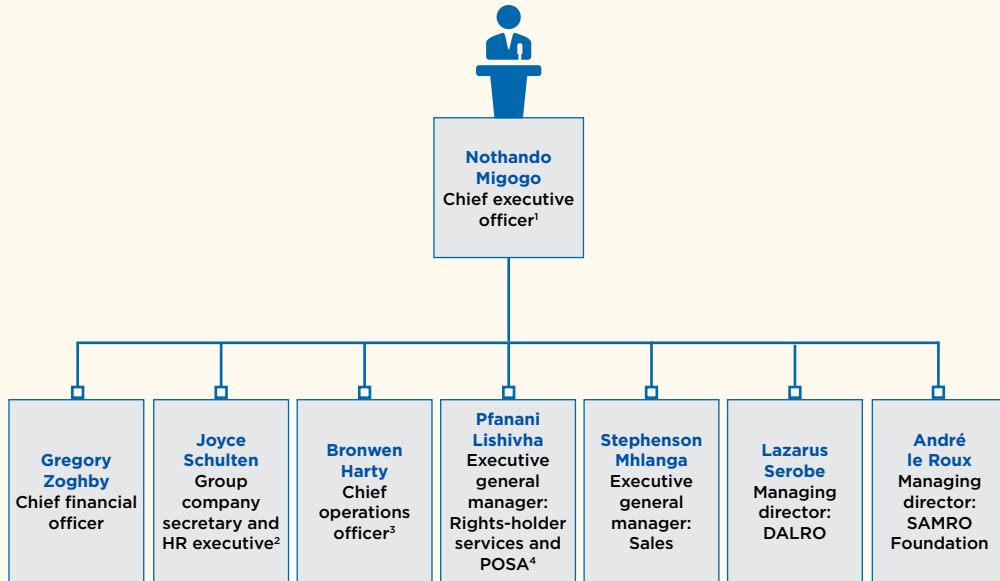 Nothando
Migogo
Chief executive
officer¹
Gregory
Zoghby
Chief financial
officer
Joyce
Schulten
Group
company
secretary and
HR executive²
Bronwen
Harty
Chief
operations
officer³
Pfanani
Lishivha
Executive
general
manager:
Rights-holder
services and
POSA⁴
Stephenson
Mhlanga
Executive
general
manager:
Sales
Lazarus
Serobe
Managing
director:
DALRO
André
le Roux
Managing
director:
SAMRO
Foundation